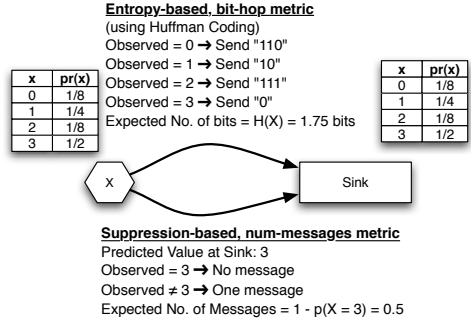 Entropy-based, bit-hop metric
(using Huffman Coding)
Observed = 0 ➔ Send "110"
Observed = 1 ➔ Send "10"
Observed = 2 ➔ Send "111"
Observed = 3 ➔ Send "0"
Expected No. of bits = H(X) = 1.75 bits
x pr(x)
0 1/8
1 1/4
2 1/8
3 1/2
x pr(x)
0 1/8
1 1/4
2 1/8
3 1/2
X
Sink
Suppression-based, num-messages metric
Predicted Value at Sink: 3
Observed = 3 ➔ No message
Observed ≠ 3 ➔ One message
Expected No. of Messages = 1 - p(X = 3) = 0.5